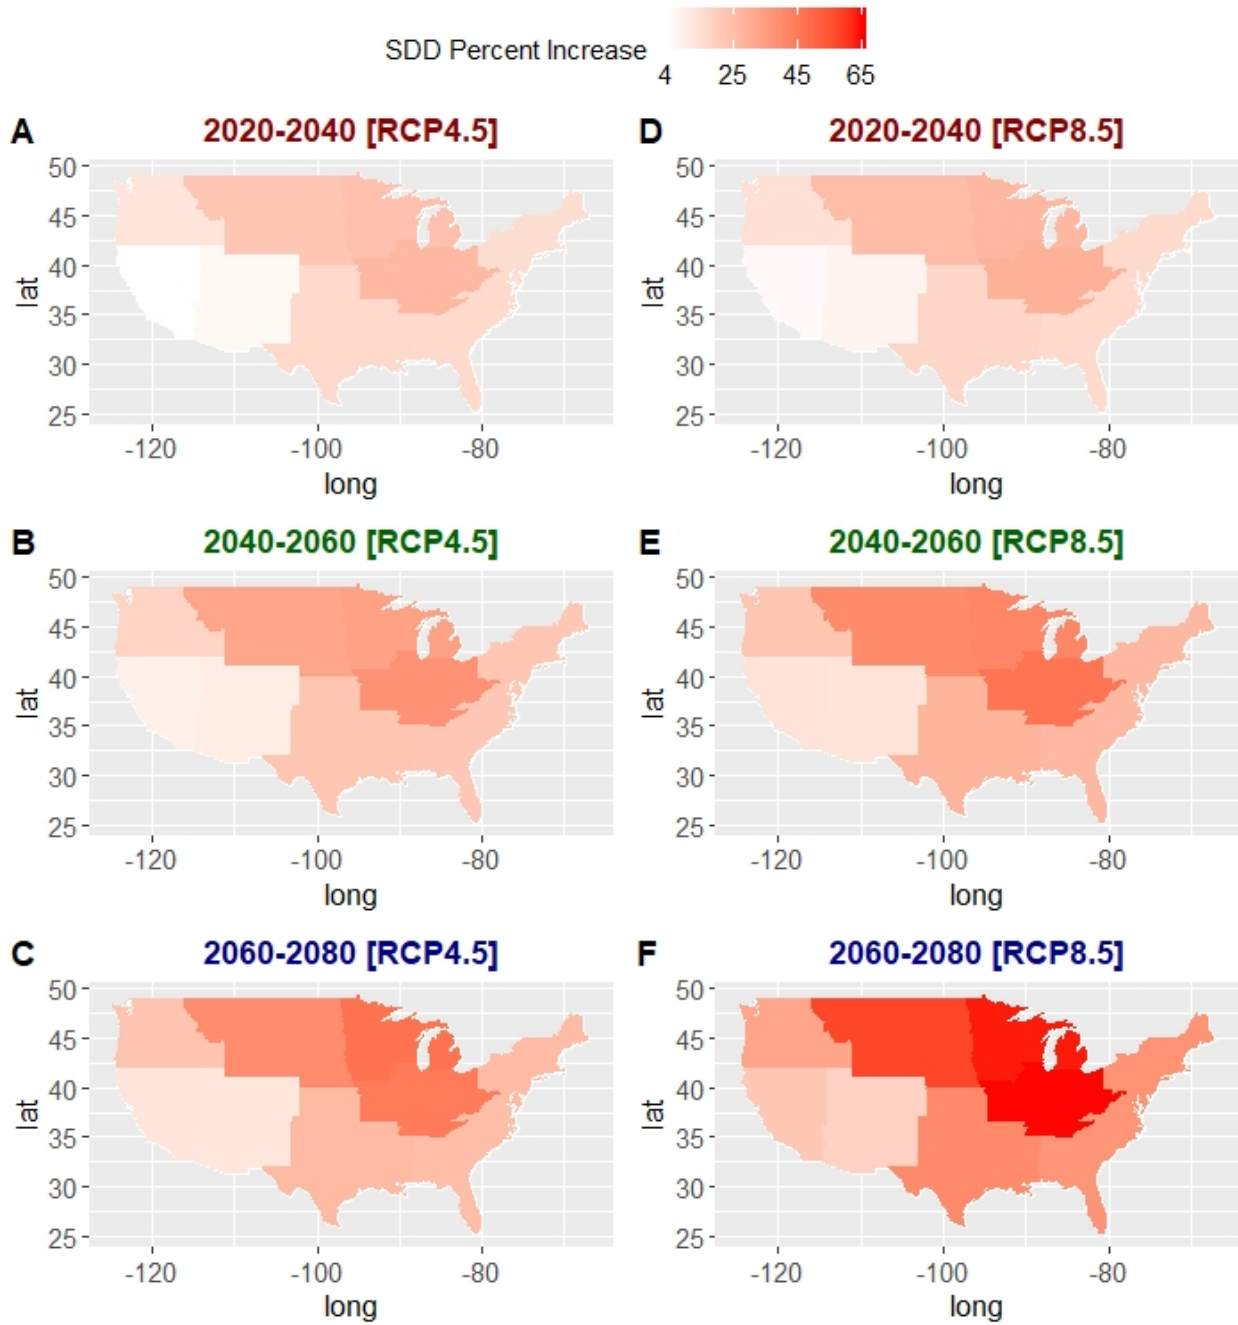 SDD Percent Increase
4 25 45 65
A 2020-2040 [RCP4.5]
50
45
40
35
30
25
lat
-120 -100 -80
long
D 2020-2040 [RCP8.5]
50
45
40
35
30
25
lat
-120 -100 -80
long
B 2040-2060 [RCP4.5]
50
45
40
35
30
25
lat
-120 -100 -80
long
E 2040-2060 [RCP8.5]
50
45
40
35
30
25
lat
-120 -100 -80
long
C 2060-2080 [RCP4.5]
50
45
40
35
30
25
lat
-120 -100 -80
long
F 2060-2080 [RCP8.5]
50
45
40
35
30
25
lat
-120 -100 -80
long